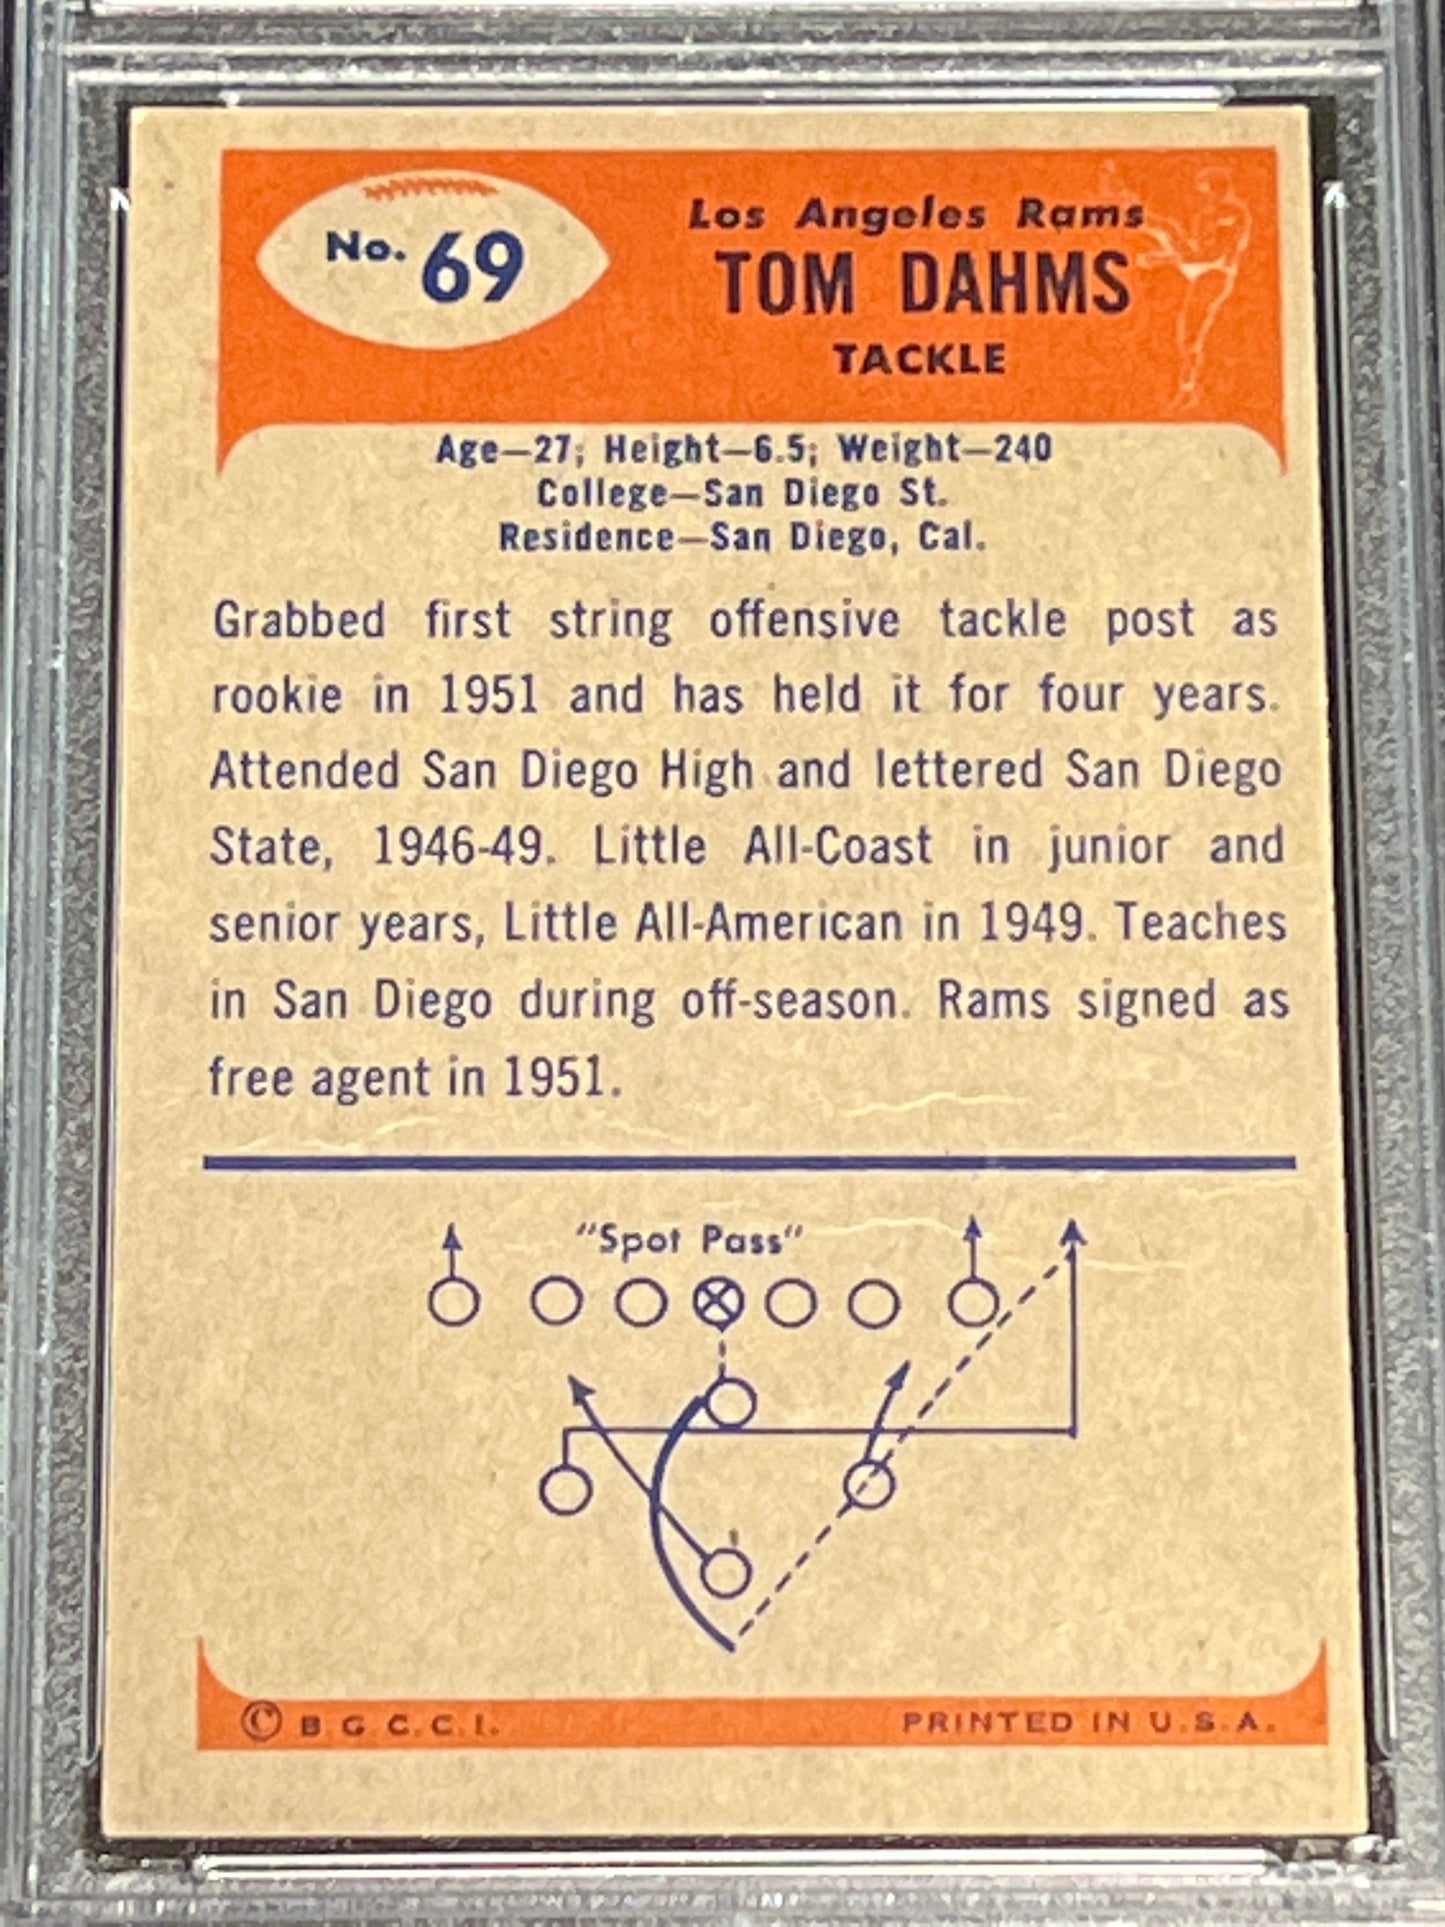 No. 69
Los Angeles Rams
TOM DAHMS
TACKLE
Age—27; Height—6.5; Weight—240
College—San Diego St.
Residence—San Diego, Cal.
Grabbed first string offensive tackle post as
rookie in 1951 and has held it for four years.
Attended San Diego High and lettered San Diego
State, 1946-49. Little All-Coast in junior and
senior years, Little All-American in 1949. Teaches
in San Diego during off-season. Rams signed as
free agent in 1951.
"Spot Pass"
© B G C. C. I.
PRINTED IN U.S.A.